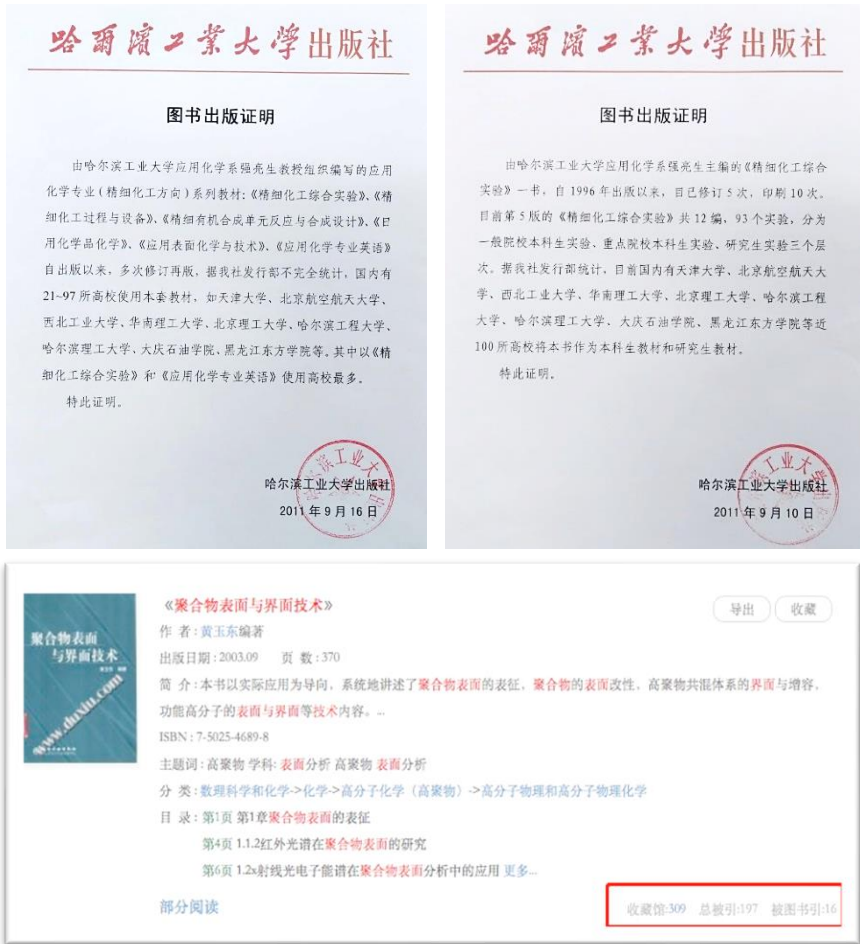 哈爾濱工業大學出版社
图书出版证明
由哈尔滨工业大学应用化学系强亮生教授组织编写的应用
化学专业(精细化工方向)系列教材:《精细化工综合实验》、《精
细化工过程与设备》、《精细有机合成单元反应与合成设计》、《日
用化学品化学》、《应用表面化学与技术》、《应用化学专业英语》
自出版以来,多次修订再版,据我社发行部不完全统计,国内有
21~97所高校使用本套教材,如天津大学、北京航空航天大学、
西北工业大学、华南理工大学、北京理工大学、哈尔滨工程大学、
哈尔滨理工大学、大庆石油学院、黑龙江东方学院等。其中以《精
细化工综合实验》和《应用化学专业英语》使用高校最多。
特此证明。
哈尔滨工业大学出版社
2011年9月16日
哈爾濱工業大學出版社
图书出版证明
由哈尔滨工业大学应用化学系强亮生主编的《精细化工综合
实验》一书,自1996年出版以来,目已修订5次,印刷10次。
目前第5版的《精细化工综合实验》共12编,93个实验,分为
一般院校本科生实验、重点院校本科生实验、研究生实验三个层
次。据我社发行部统计,目前国内有天津大学、北京航空航天大
学、西北工业大学、华南理工大学、北京理工大学、哈尔滨工程
大学、哈尔滨理工大学、大庆石油学院、黑龙江东方学院等近
100所高校将本书作为本科生教材和研究生教材。
特此证明。
哈尔滨工业大学出版社
2011年9月10日
聚合物表面
与界面技术
www.duxiu.com
《聚合物表面与界面技术》
导出 收藏
作 者:黄玉东编著
出版日期:2003.09 页 数:370
简 介:本书以实际应用为导向,系统地讲述了聚合物表面的表征,聚合物的表面改性,高聚物共混体系的界面与增容,
功能高分子的表面与界面等技术内容。...
ISBN:7-5025-4689-8
主题词:高聚物 学科:表面分析 高聚物 表面分析
分 类:数理科学和化学->化学->高分子化学(高聚物)->高分子物理和高分子物理化学
目 录:第1页 第1章聚合物表面的表征
第4页 1.1.2红外光谱在聚合物表面的研究
第6页 1.2x射线光电子能谱在聚合物表面分析中的应用 更多...
部分阅读
收藏馆:309 总被引:197 被图书引:16